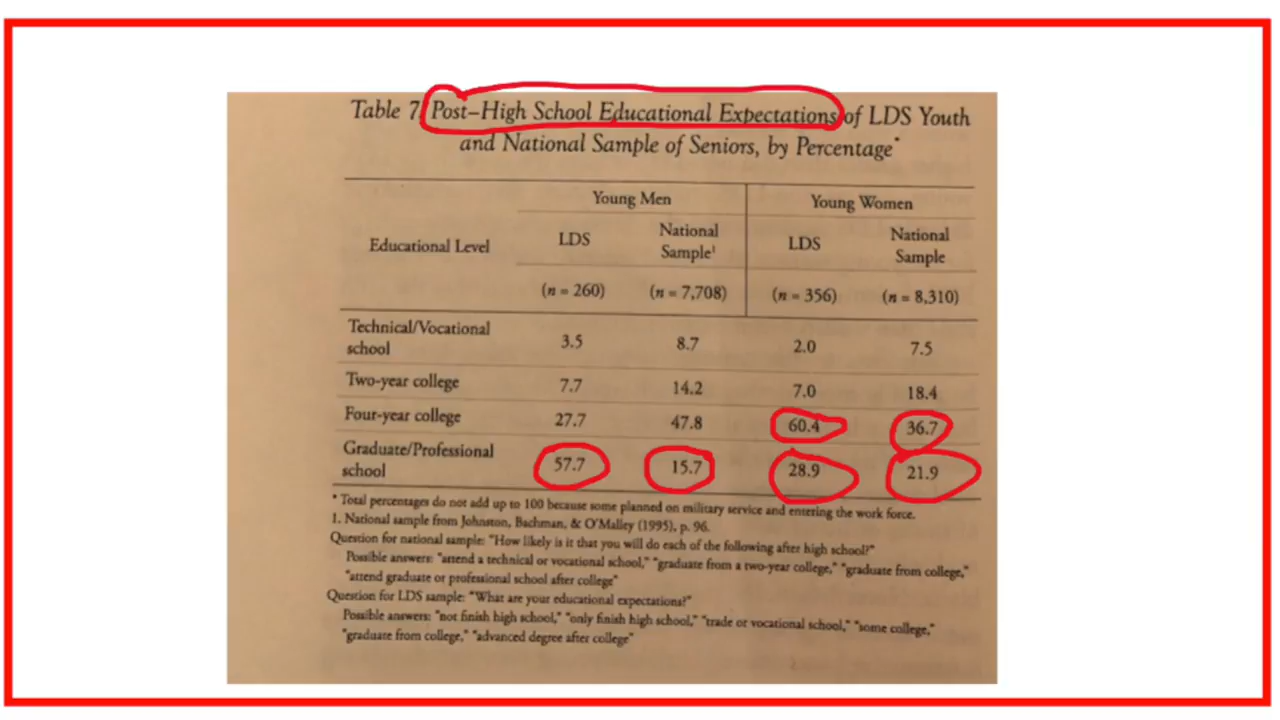 Table 7. Post–High School Educational Expectations of LDS Youth
and National Sample of Seniors, by Percentage*
Young Men Young Women
Educational Level LDS National Sample¹ LDS National Sample
(n = 260) (n = 7,708) (n = 356) (n = 8,310)
Technical/Vocational
school 3.5 8.7 2.0 7.5
Two-year college 7.7 14.2 7.0 18.4
Four-year college 27.7 47.8 60.4 36.7
Graduate/Professional
school 57.7 15.7 28.9 21.9
* Total percentages do not add up to 100 because some planned on military service and entering the work force.
1. National sample from Johnston, Bachman, & O'Malley (1995), p. 96.
Question for national sample: "How likely is it that you will do each of the following after high school?"
Possible answers: "attend a technical or vocational school," "graduate from a two-year college," "graduate from college,"
"attend graduate or professional school after college"
Question for LDS sample: "What are your educational expectations?"
Possible answers: "not finish high school," "only finish high school," "trade or vocational school," "some college,"
"graduate from college," "advanced degree after college"